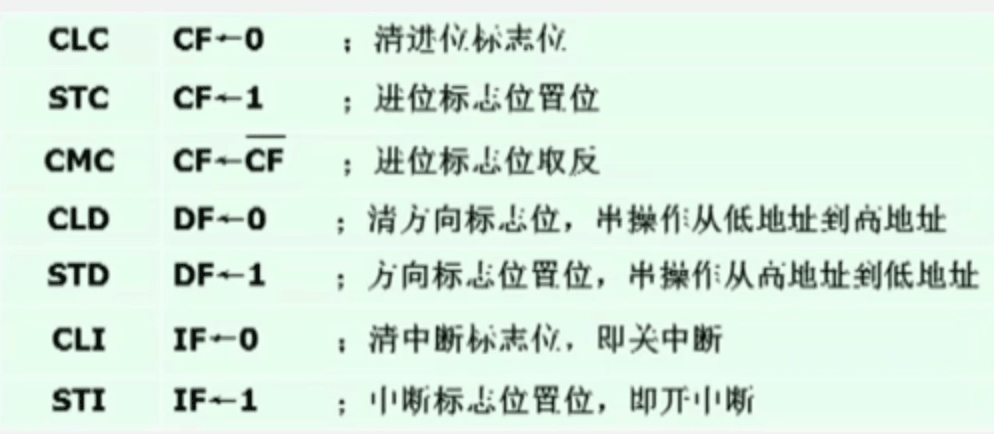 CLC CF←0 ；清进位标志位
STC CF←1 ；进位标志位置位
CMC CF←C̅F̅ ；进位标志位取反
CLD DF←0 ；清方向标志位，串操作从低地址到高地址
STD DF←1 ；方向标志位置位，串操作从高地址到低地址
CLI IF←0 ；清中断标志位，即关中断
STI IF←1 ；中断标志位置位，即开中断